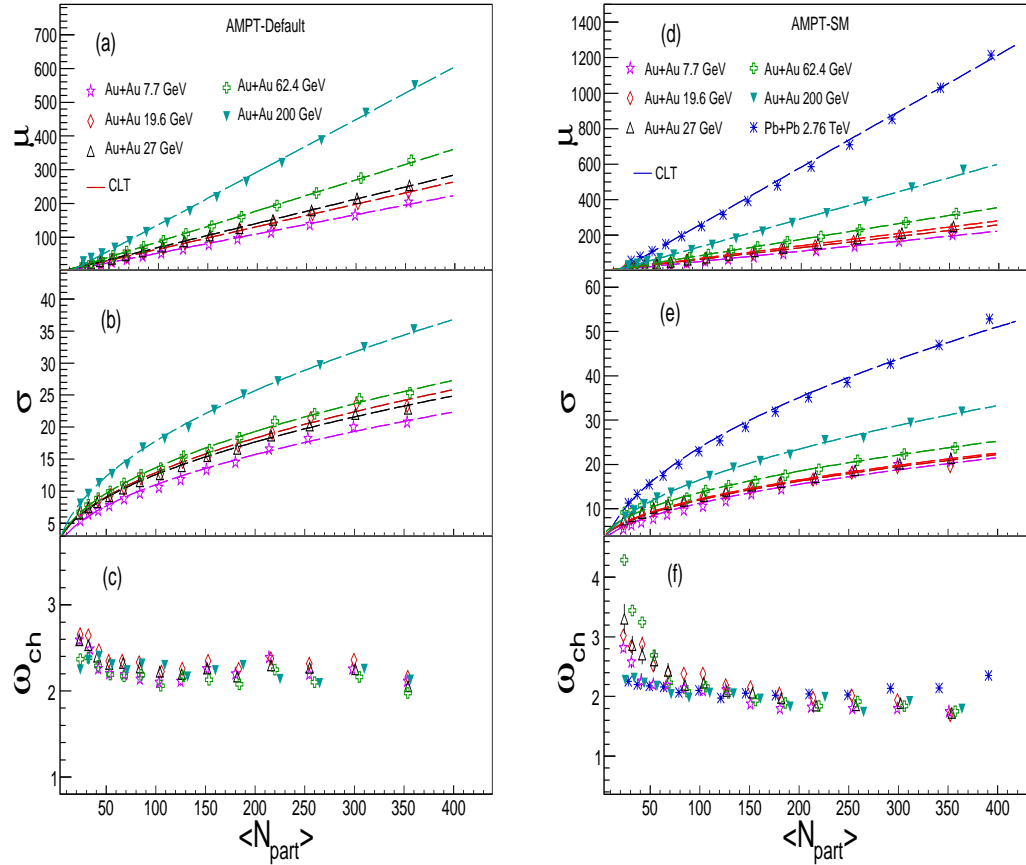 (a)
AMPT-Default
Au+Au 7.7 GeV
Au+Au 62.4 GeV
Au+Au 19.6 GeV
Au+Au 200 GeV
Au+Au 27 GeV
CLT
μ
700
600
500
400
300
200
100
(b)
σ
40
35
30
25
20
15
10
5
(c)
ω_ch
3
2
1
50 100 150 200 250 300 350 400
<N_part>
(d)
AMPT-SM
Au+Au 7.7 GeV
Au+Au 62.4 GeV
Au+Au 19.6 GeV
Au+Au 200 GeV
Au+Au 27 GeV
Pb+Pb 2.76 TeV
CLT
μ
1400
1200
1000
800
600
400
200
(e)
σ
60
50
40
30
20
10
(f)
ω_ch
4
3
2
1
50 100 150 200 250 300 350 400
<N_part>